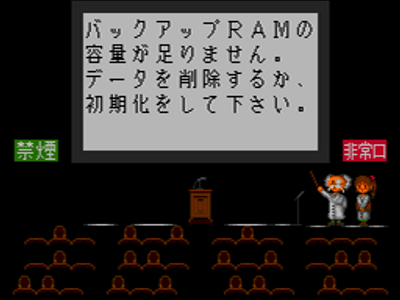 バックアップRAMの
容量が足りません。
データを削除するか、
初期化をして下さい。
禁煙
非常口